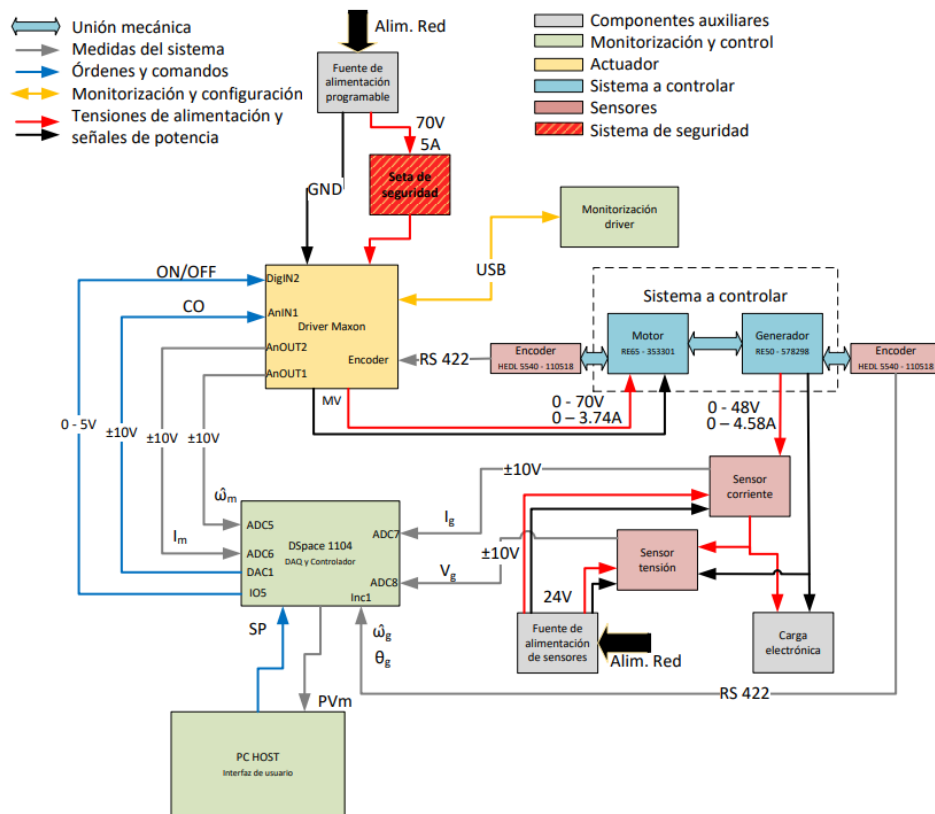 Unión mecánica
Medidas del sistema
Órdenes y comandos
Monitorización y configuración
Tensiones de alimentación y
señales de potencia
Alim. Red
Componentes auxiliares
Monitorización y control
Actuador
Sistema a controlar
Sensores
Sistema de seguridad
Fuente de
alimentación
programable
70V
5A
GND
Seta de
seguridad
Monitorización
driver
USB
ON/OFF
DigIN2
CO
AnIN1
Driver Maxon
AnOUT2
Encoder
AnOUT1
MV
RS 422
Sistema a controlar
Encoder
HEDL 5540 - 110518
Motor
RE65 - 353301
Generador
RE50 - 578298
Encoder
HEDL 5540 - 110518
0 - 70V
0 – 3.74A
0 - 48V
0 – 4.58A
0 - 5V
±10V
±10V
±10V
ω̂m
Im
ADC5
ADC6
DAC1
IO5
DSpace 1104
DAQ y Controlador
ADC7
ADC8
Inc1
±10V
Ig
±10V
Vg
Sensor
corriente
Sensor
tensión
24V
Fuente de
alimentación
de sensores
Alim. Red
Carga
electrónica
SP
ω̂g
θg
RS 422
PVm
PC HOST
Interfaz de usuario